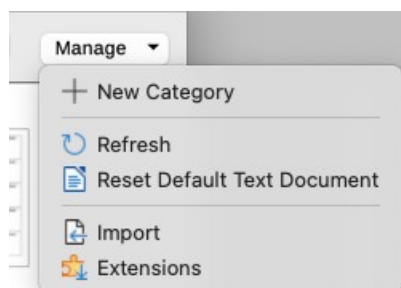 Manage
New Category
Refresh
Reset Default Text Document
Import
Extensions